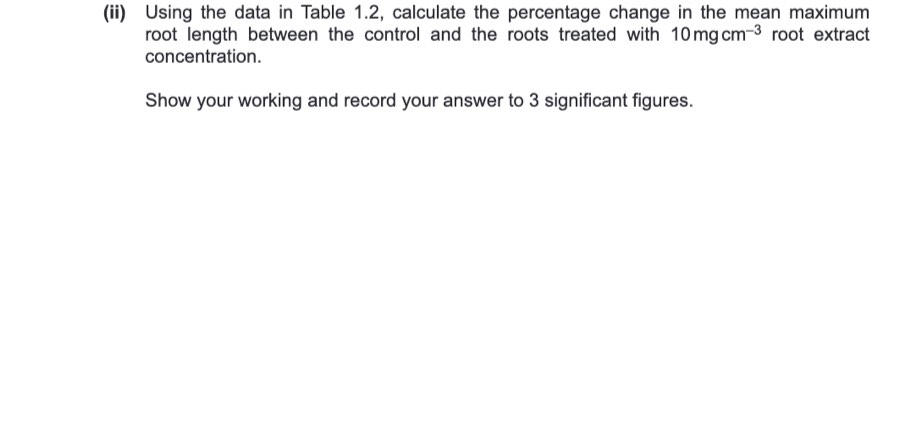 (ii) Using the data in Table 1.2, calculate the percentage change in the mean maximum
root length between the control and the roots treated with 10 mg cm⁻³ root extract
concentration.
Show your working and record your answer to 3 significant figures.